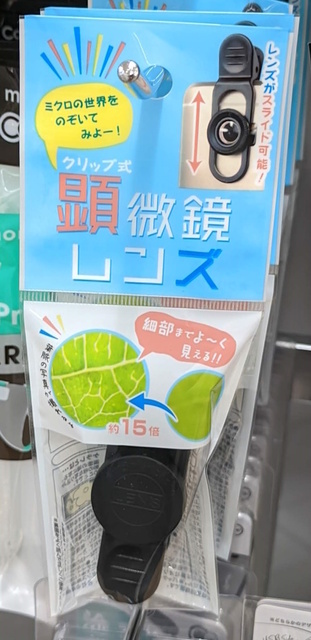 ミクロの世界を
のぞいて
みよー!
レンズがスライド可能!
クリップ式
顕微鏡
レンズ
細部までよ〜く
見える!!
約15倍